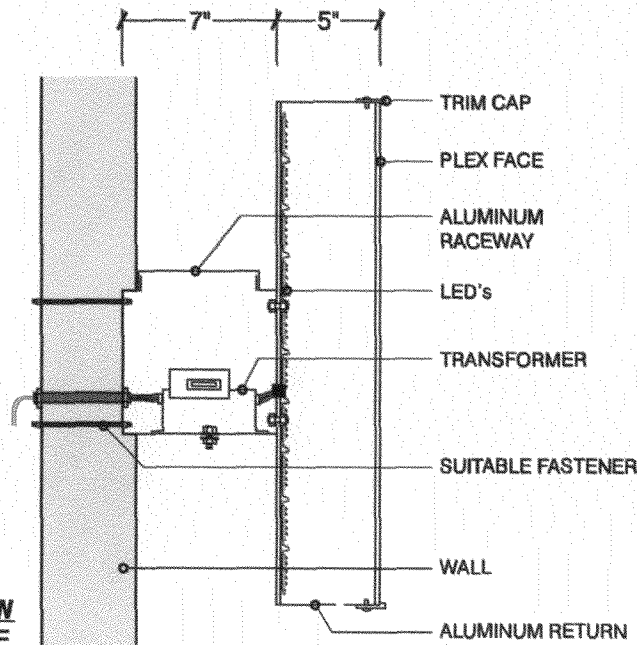 7" 5"
TRIM CAP
PLEX FACE
ALUMINUM
RACEWAY
LED's
TRANSFORMER
SUITABLE FASTENER
WALL
ALUMINUM RETURN